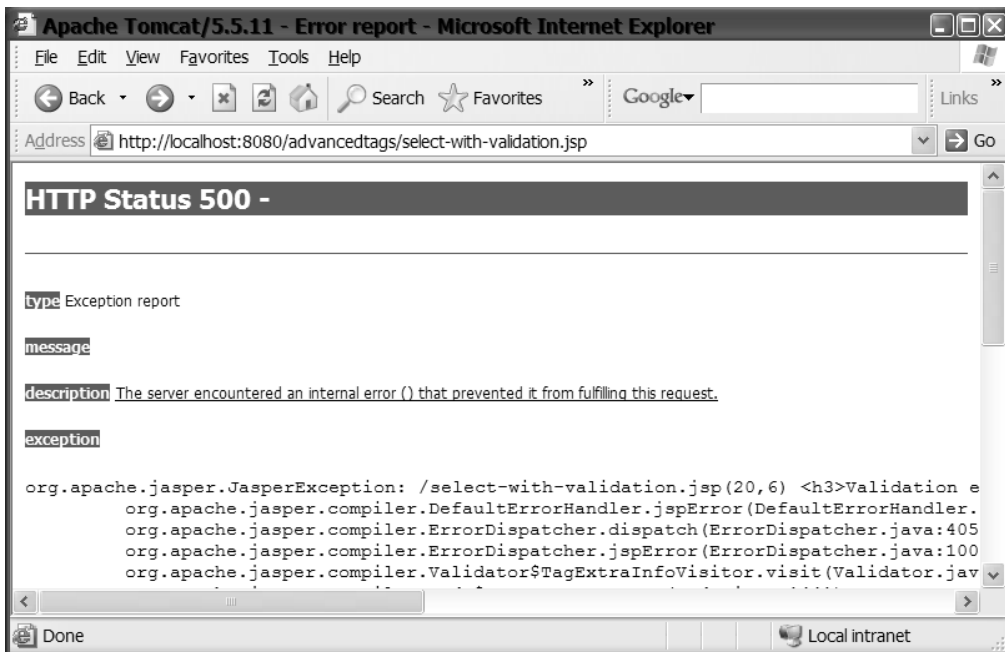 Apache Tomcat/5.5.11 - Error report - Microsoft Internet Explorer
File Edit View Favorites Tools Help
Back Search Favorites » Google Links »
Address http://localhost:8080/advancedtags/select-with-validation.jsp Go
HTTP Status 500 -
type Exception report
message
description The server encountered an internal error () that prevented it from fulfilling this request.
exception
org.apache.jasper.JasperException: /select-with-validation.jsp(20,6) <h3>Validation e
org.apache.jasper.compiler.DefaultErrorHandler.jspError(DefaultErrorHandler.
org.apache.jasper.compiler.ErrorDispatcher.dispatch(ErrorDispatcher.java:405
org.apache.jasper.compiler.ErrorDispatcher.jspError(ErrorDispatcher.java:100
org.apache.jasper.compiler.Validator$TagExtraInfoVisitor.visit(Validator.jav
Done Local intranet